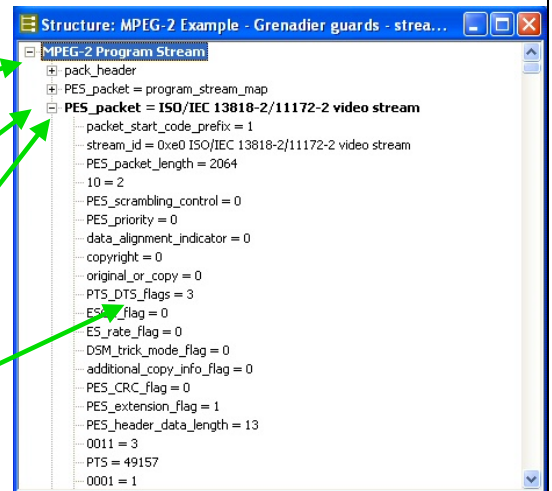 Structure: MPEG-2 Example - Grenadier guards - strea...
MPEG-2 Program Stream
pack_header
PES_packet = program_stream_map
PES_packet = ISO/IEC 13818-2/11172-2 video stream
packet_start_code_prefix = 1
stream_id = 0xe0 ISO/IEC 13818-2/11172-2 video stream
PES_packet_length = 2064
10 = 2
PES_scrambling_control = 0
PES_priority = 0
data_alignment_indicator = 0
copyright = 0
original_or_copy = 0
PTS_DTS_flags = 3
flag = 0
ES_rate_flag = 0
DSM_trick_mode_flag = 0
additional_copy_info_flag = 0
PES_CRC_flag = 0
PES_extension_flag = 1
PES_header_data_length = 13
0011 = 3
PTS = 49157
0001 = 1